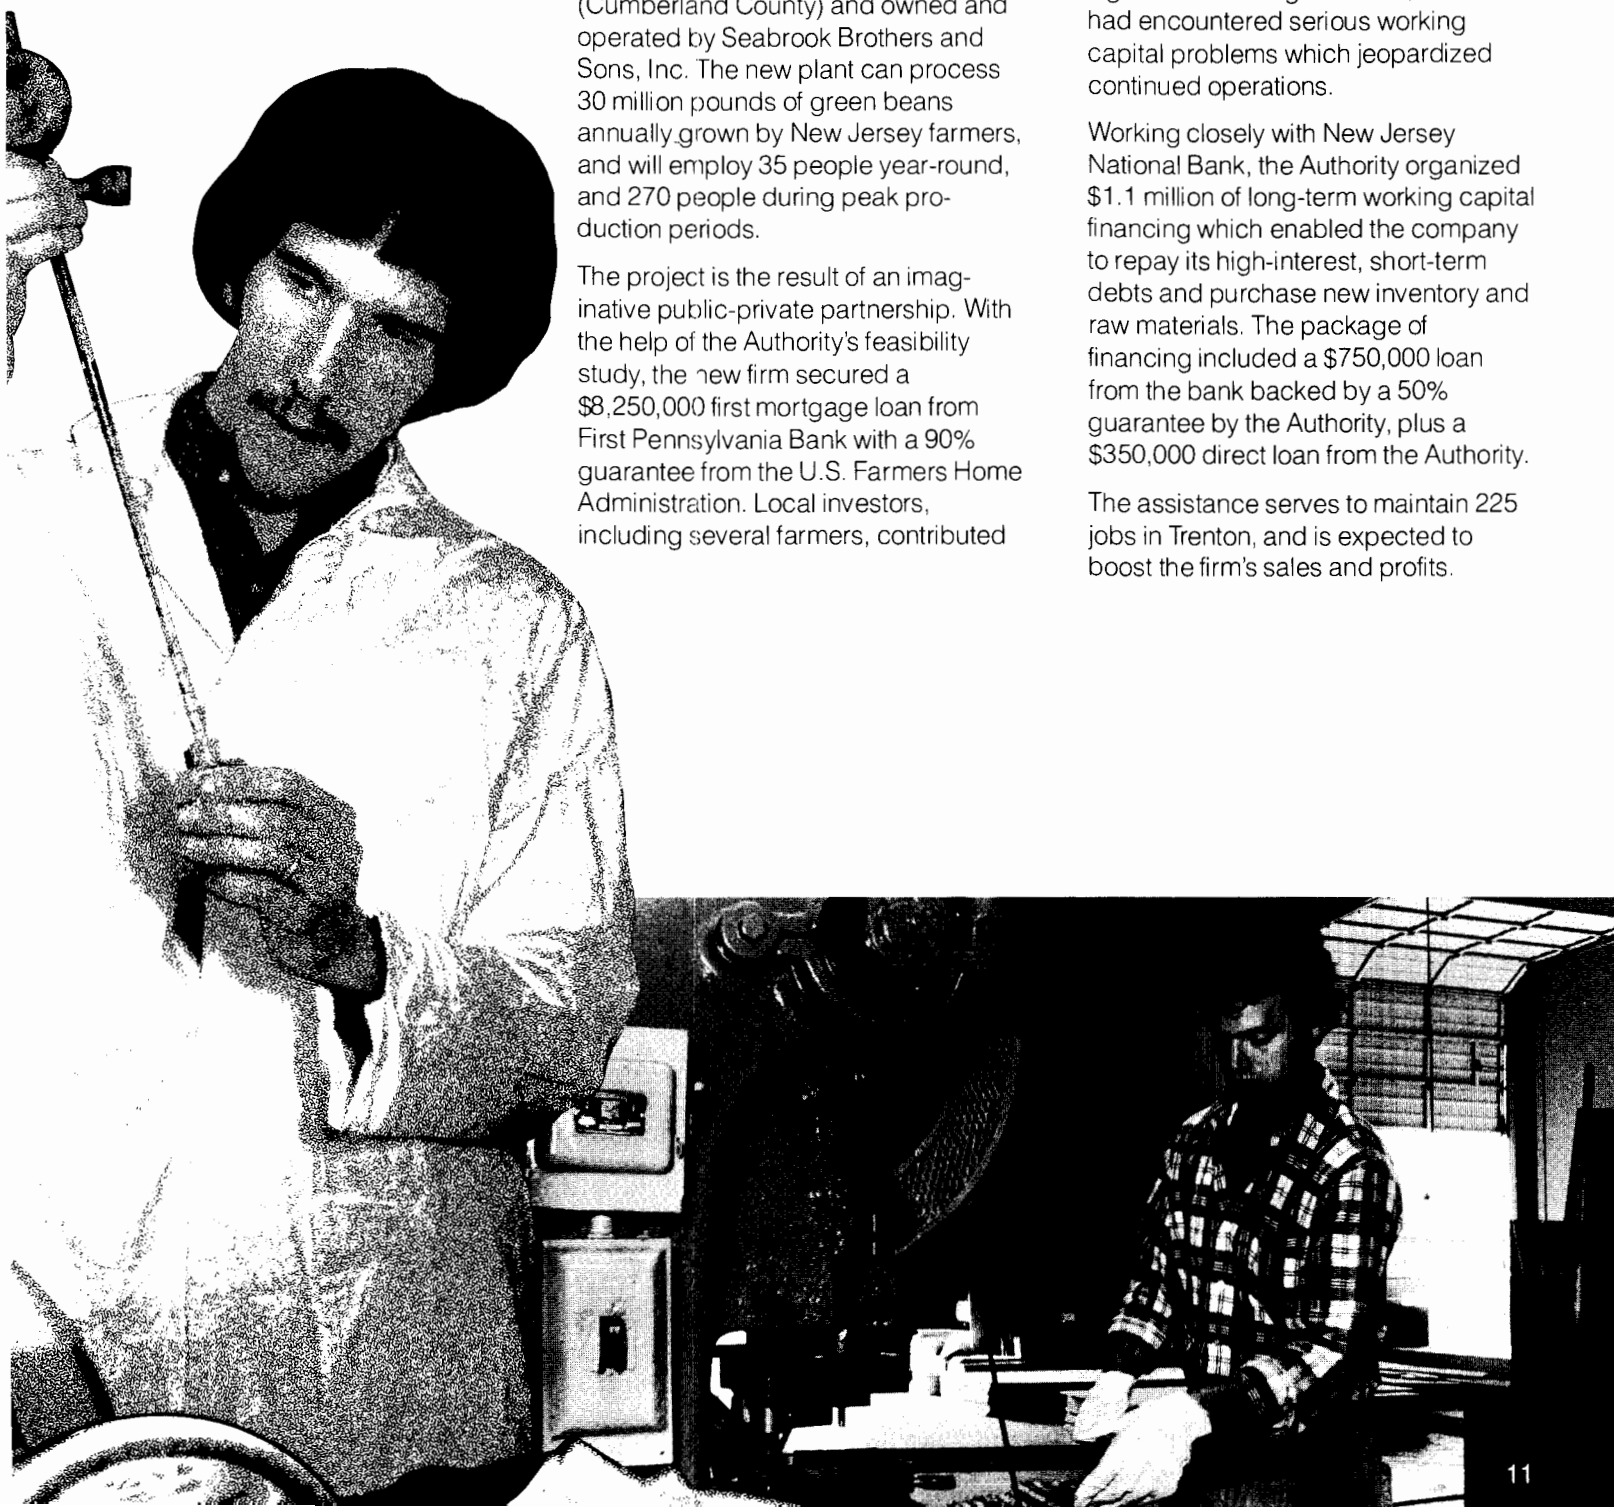 (Cumberland County) and owned and
operated by Seabrook Brothers and
Sons, Inc. The new plant can process
30 million pounds of green beans
annually grown by New Jersey farmers,
and will employ 35 people year-round,
and 270 people during peak pro-
duction periods.
The project is the result of an imag-
inative public-private partnership. With
the help of the Authority's feasibility
study, the new firm secured a
$8,250,000 first mortgage loan from
First Pennsylvania Bank with a 90%
guarantee from the U.S. Farmers Home
Administration. Local investors,
including several farmers, contributed
had encountered serious working
capital problems which jeopardized
continued operations.
Working closely with New Jersey
National Bank, the Authority organized
$1.1 million of long-term working capital
financing which enabled the company
to repay its high-interest, short-term
debts and purchase new inventory and
raw materials. The package of
financing included a $750,000 loan
from the bank backed by a 50%
guarantee by the Authority, plus a
$350,000 direct loan from the Authority.
The assistance serves to maintain 225
jobs in Trenton, and is expected to
boost the firm's sales and profits.
11